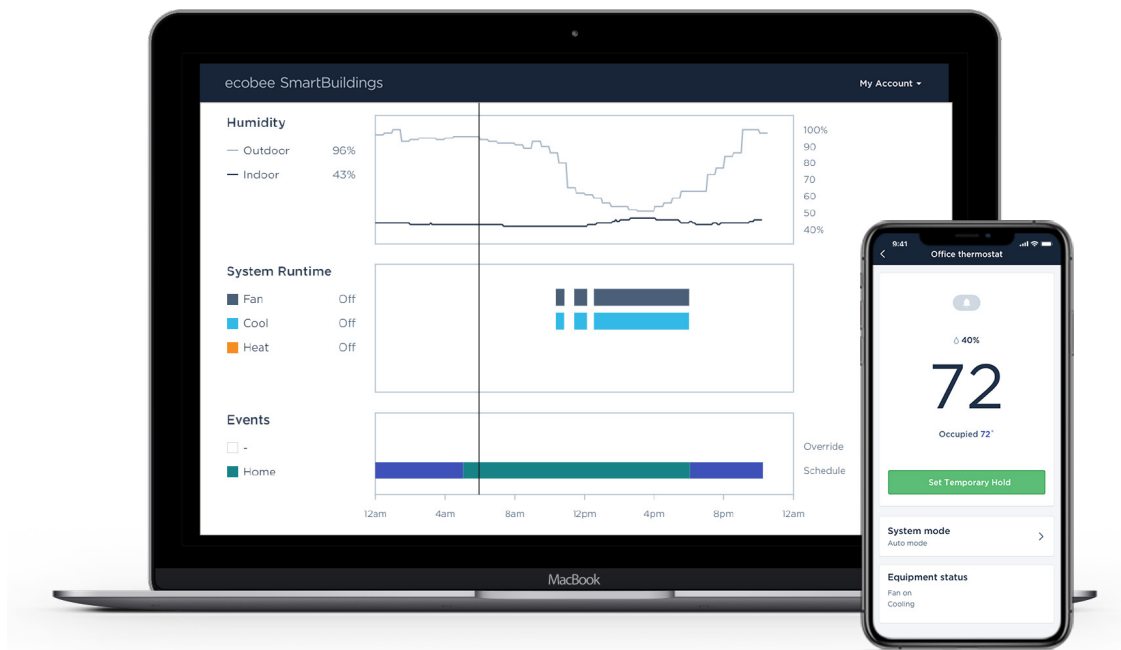 ecobee SmartBuildings
My Account
Humidity
Outdoor 96%
Indoor 43%
100%
90
80
70
60
50
40%
System Runtime
Fan Off
Cool Off
Heat Off
Events
-
Home
Override
Schedule
12am 4am 8am 12pm 4pm 8pm 12am
MacBook
9:41
Office thermostat
40%
72
Occupied 72°
Set Temporary Hold
System mode
Auto mode
Equipment status
Fan on
Cooling